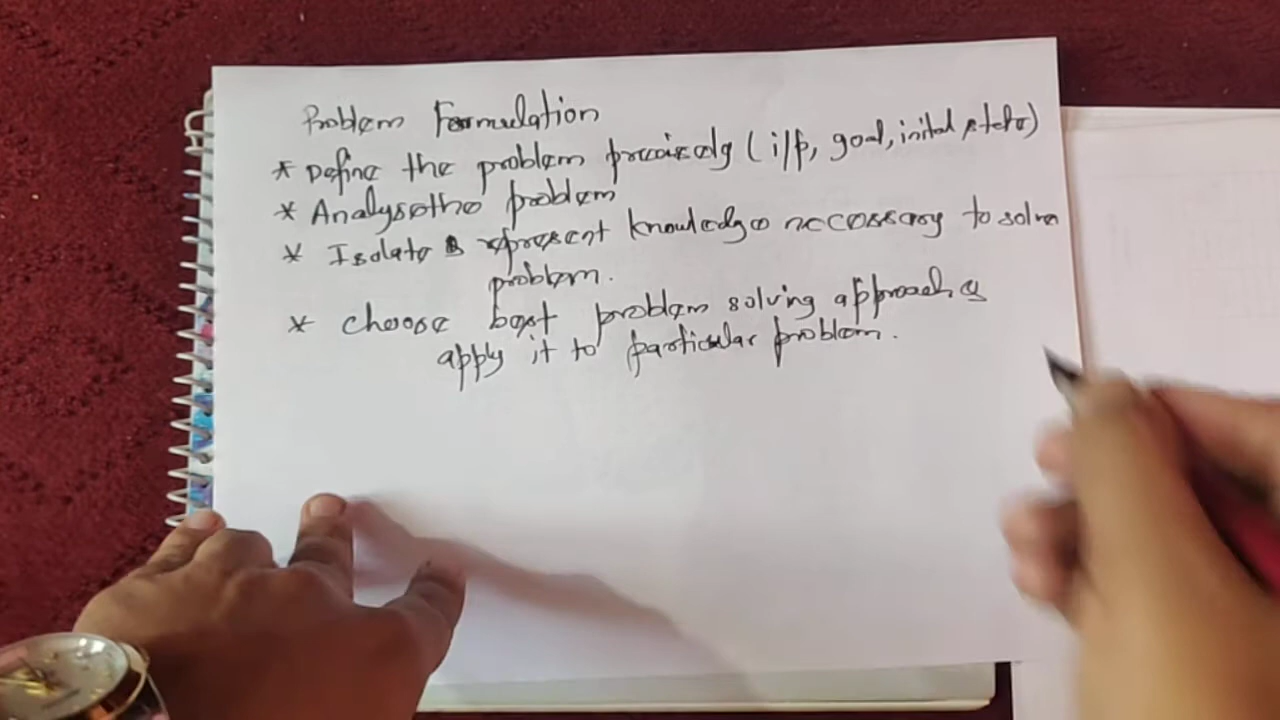 Problem Formulation
* Define the problem precisely (i/p, goal, initial state)
* Analyse the problem
* Isolate & represent knowledge necessary to solve
problem.
* choose best problem solving approach &
apply it to particular problem.